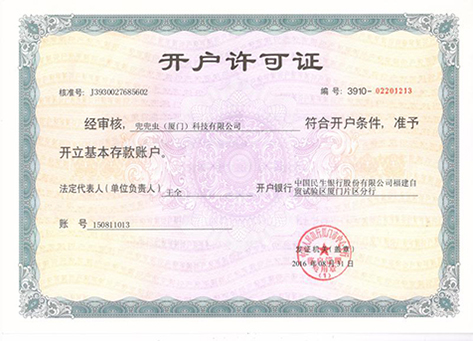 开户许可证
核准号: J3930027685602 编号: 3910-02201213
经审核, 兜兜虫(厦门)科技有限公司 符合开户条件, 准予
开立基本存款账户。
法定代表人(单位负责人) 王全 开户银行 中国民生银行股份有限公司福建自
贸试验区厦门片区分行
账号 150811013
发证机关(盖章)
2016 年 08月 31 日
(1)